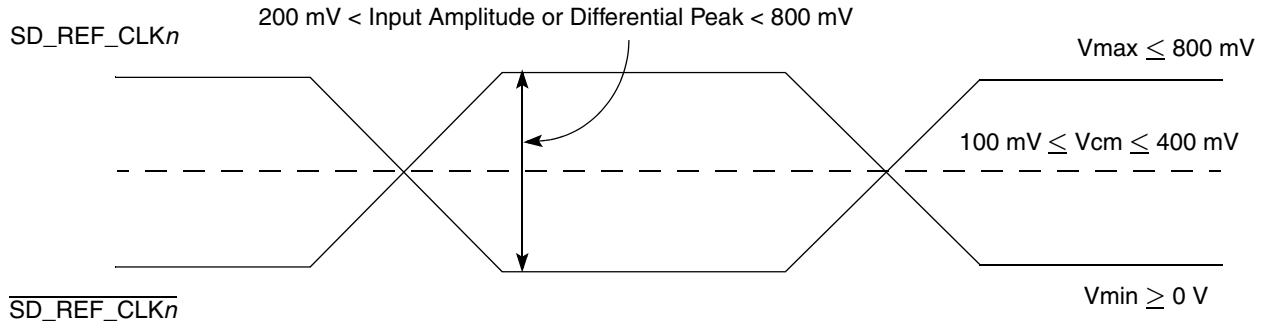 200 mV < Input Amplitude or Differential Peak < 800 mV
SD_REF_CLKn
Vmax ≤ 800 mV
100 mV ≤ Vcm ≤ 400 mV
Vmin ≥ 0 V
SD_REF_CLKn